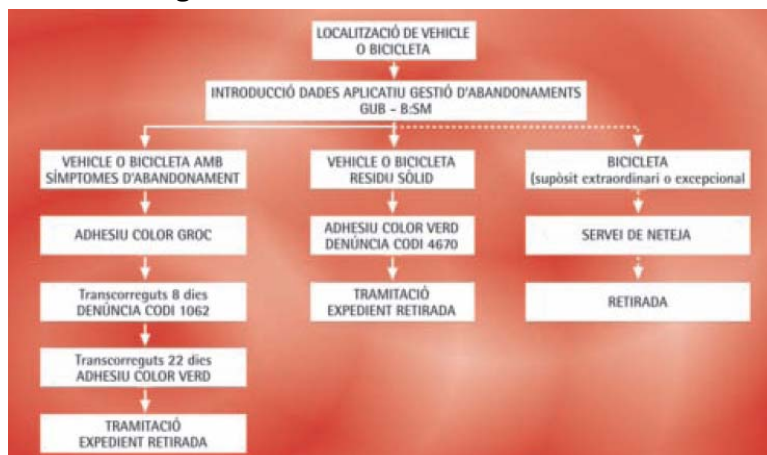 LOCALITZACIÓ DE VEHICLE
O BICICLETA
INTRODUCCIÓ DADES APLICATIU GESTIÓ D'ABANDONAMENTS
GUB - B:SM
VEHICLE O BICICLETA AMB
SÍMPTOMES D'ABANDONAMENT
ADHESIU COLOR GROC
Transcorreguts 8 dies
DENÚNCIA CODI 1062
Transcorreguts 22 dies
ADHESIU COLOR VERD
TRAMITACIÓ
EXPEDIENT RETIRADA
VEHICLE O BICICLETA
RESIDU SÒLID
ADHESIU COLOR VERD
DENÚNCIA CODI 4670
TRAMITACIÓ
EXPEDIENT RETIRADA
BICICLETA
(supòsit extraordinari o excepcional
SERVEI DE NETEJA
RETIRADA